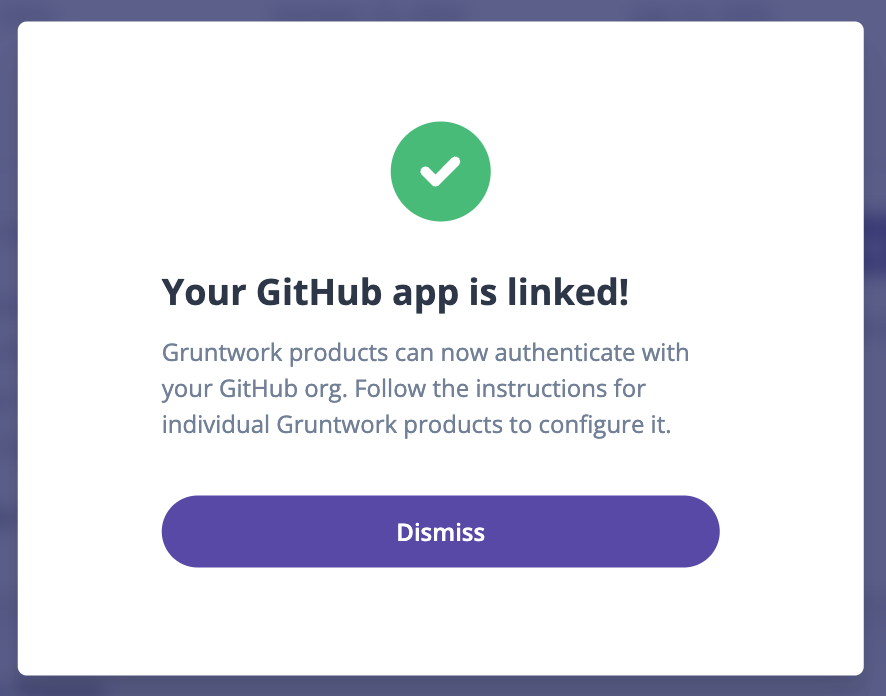 Your GitHub app is linked!
Gruntwork products can now authenticate with
your GitHub org. Follow the instructions for
individual Gruntwork products to configure it.
Dismiss